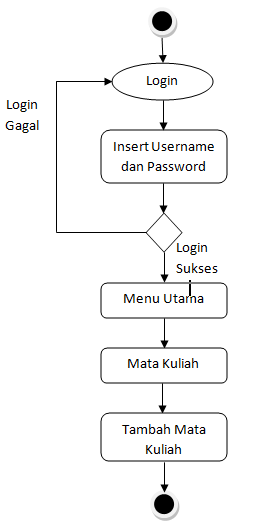 Login
Login
Gagal
Insert Username
dan Password
Login
Sukses
Menu Utama
Mata Kuliah
Tambah Mata
Kuliah